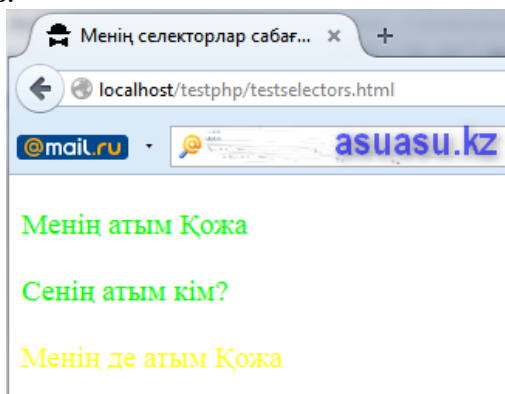 Менің селекторлар сабағ...
localhost/testphp/testselectors.html
@mail.ru
asuasu.kz
Менің атым Қожа
Сенің атым кім?
Менің де атым Қожа